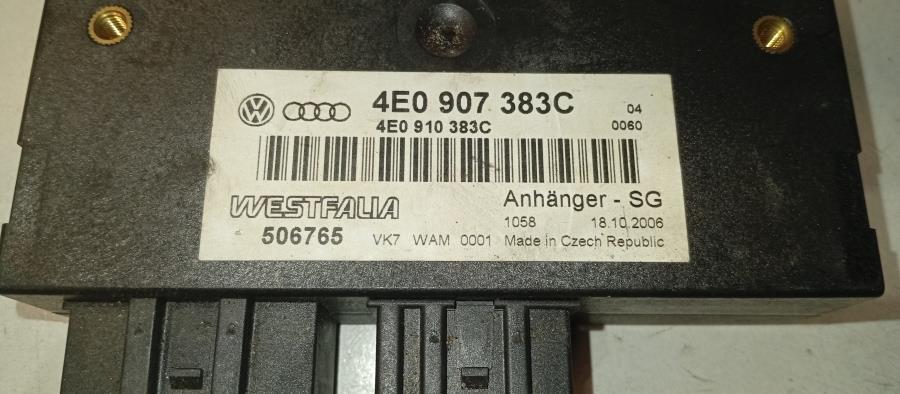 4E0 907 383C 04
4E0 910 383C 0060
WESTFALIA Anhänger - SG
1058 18.10.2006
506765 VK7 WAM 0001 Made in Czech Republic